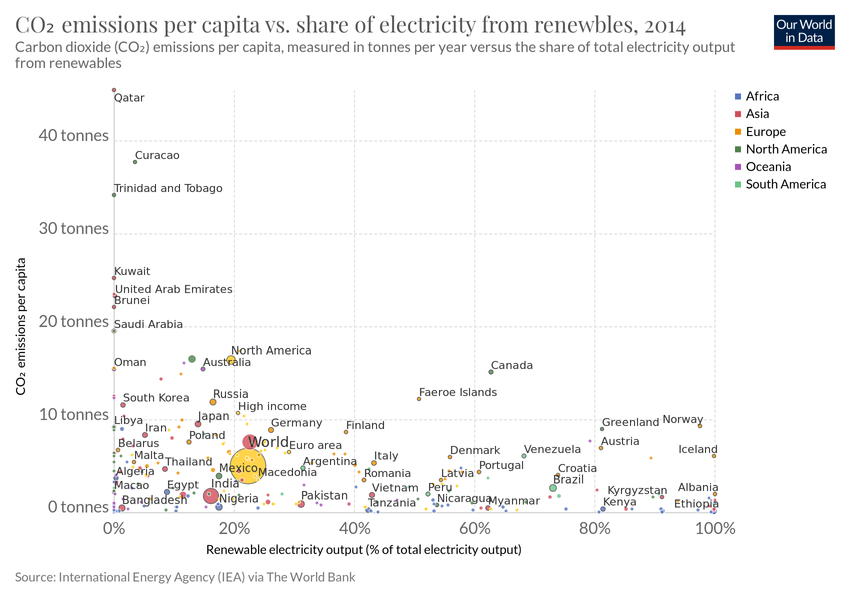 CO₂ emissions per capita vs. share of electricity from renewbles, 2014
Carbon dioxide (CO₂) emissions per capita, measured in tonnes per year versus the share of total electricity output
from renewables
Our World
in Data
Africa
Asia
Europe
North America
Oceania
South America
CO₂ emissions per capita
40 tonnes
30 tonnes
20 tonnes
10 tonnes
0 tonnes
Qatar
Curacao
Trinidad and Tobago
Kuwait
United Arab Emirates
Brunei
Saudi Arabia
North America
Oman
Australia
Canada
Russia
Faeroe Islands
South Korea
High income
Japan
Libya
Germany
Finland
Greenland
Norway
Iran
Poland
World
Belarus
Euro area
Austria
Malta
Italy
Denmark
Venezuela
Iceland
Thailand
Argentina
Portugal
Algeria
Mexico
Macedonia
Romania
Latvia
Croatia
Macao
Egypt
India
Vietnam
Peru
Brazil
Kyrgyzstan
Albania
Bangladesh
Nigeria
Pakistan
Tanzania
Nicaragua
Myanmar
Kenya
Ethiopia
0%
20%
40%
60%
80%
100%
Renewable electricity output (% of total electricity output)
Source: International Energy Agency (IEA) via The World Bank